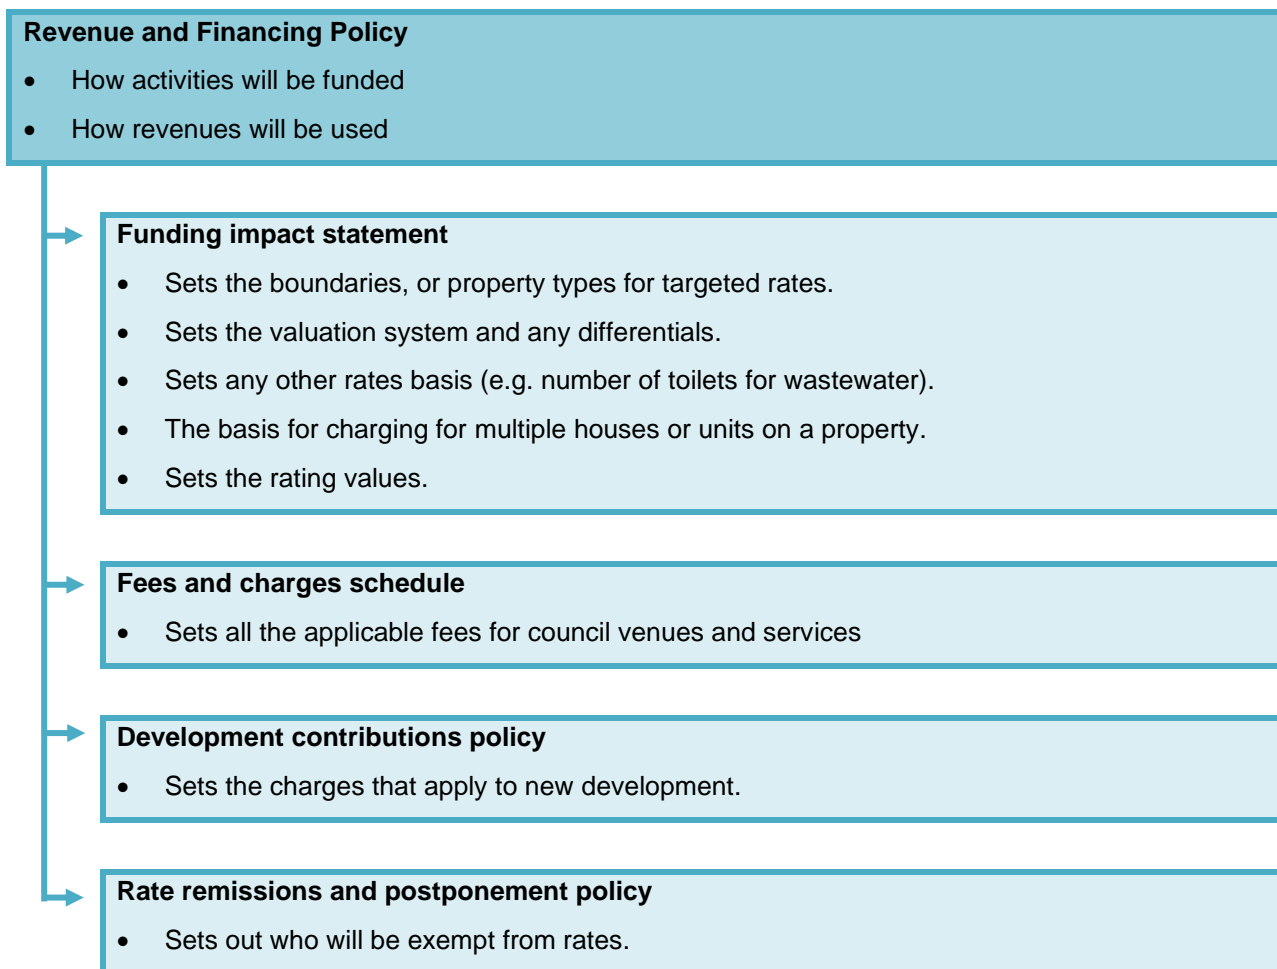 Revenue and Financing Policy
• How activities will be funded
• How revenues will be used
Funding impact statement
• Sets the boundaries, or property types for targeted rates.
• Sets the valuation system and any differentials.
• Sets any other rates basis (e.g. number of toilets for wastewater).
• The basis for charging for multiple houses or units on a property.
• Sets the rating values.
Fees and charges schedule
• Sets all the applicable fees for council venues and services
Development contributions policy
• Sets the charges that apply to new development.
Rate remissions and postponement policy
• Sets out who will be exempt from rates.